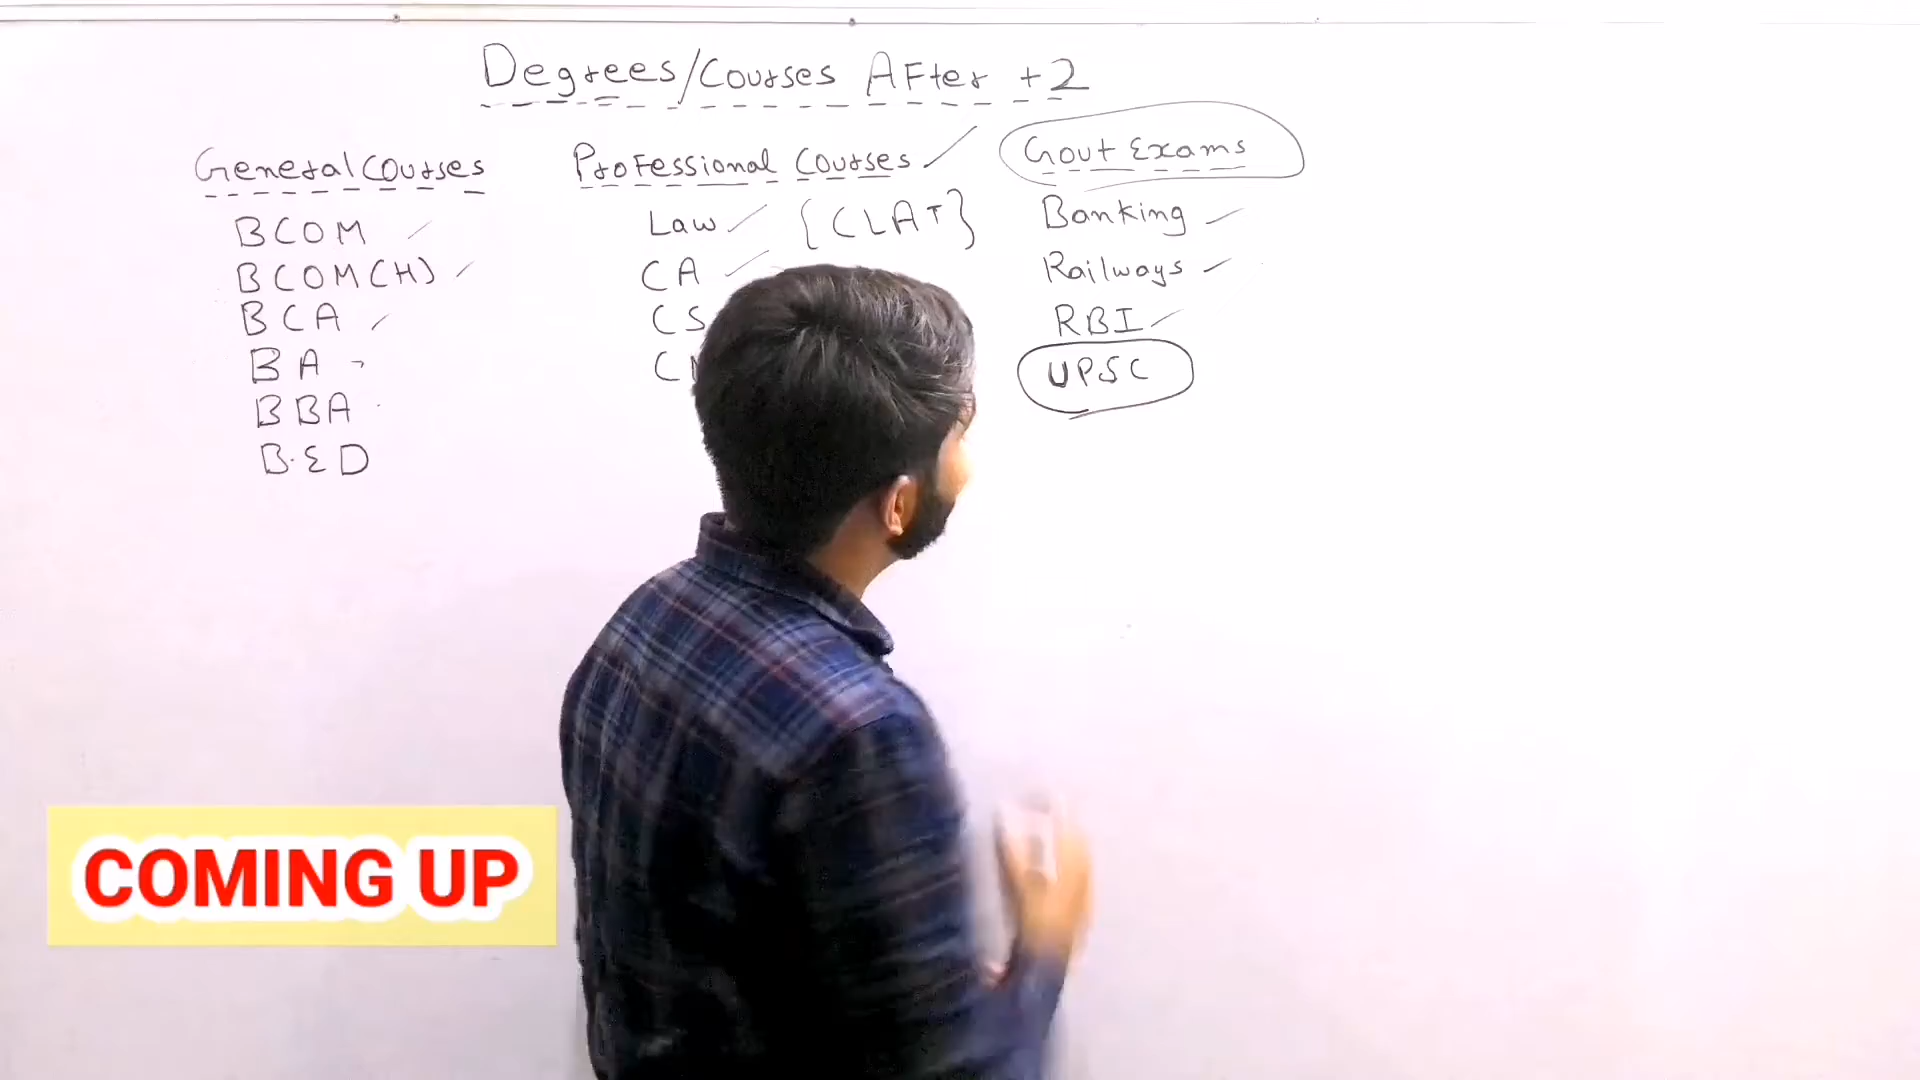 Degrees/Courses AFter +2
General Courses
BCOM
BCOM(H)
BCA
BA
BBA
B.ED
Professional Courses
Law {CLAT}
CA
CS
Govt Exams
Banking
Railways
RBI
UPSC
COMING UP